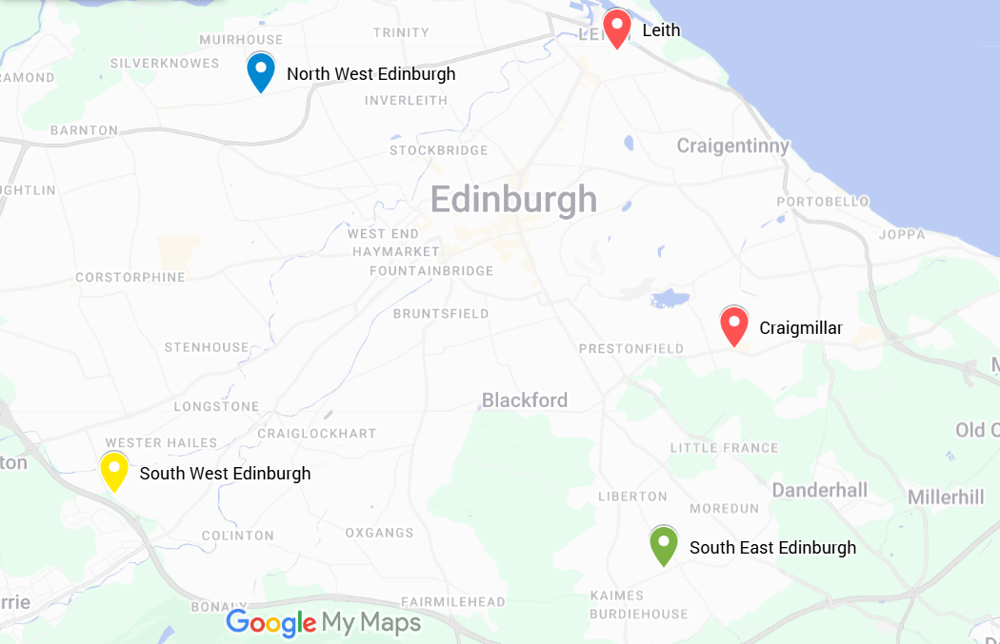 TRINITY
Leith
LEITH
MUIRHOUSE
SILVERKNOWES
North West Edinburgh
INVERLEITH
BARNTON
STOCKBRIDGE
Craigentinny
Edinburgh
PORTOBELLO
WEST END
JOPPA
HAYMARKET
FOUNTAINBRIDGE
CORSTORPHINE
BRUNTSFIELD
Craigmillar
STENHOUSE
PRESTONFIELD
Blackford
LONGSTONE
CRAIGLOCKHART
WESTER HAILES
LITTLE FRANCE
South West Edinburgh
Danderhall
LIBERTON
Millerhill
MOREDUN
OXGANGS
COLINTON
South East Edinburgh
KAIMES
BURDIEHOUSE
FAIRMILEHEAD
BONALY
Google My Maps